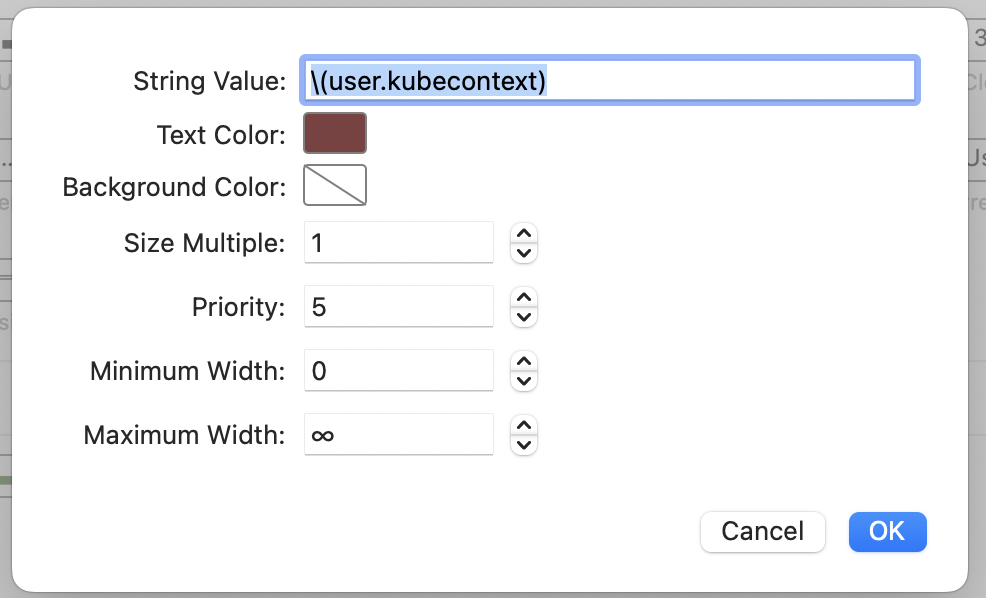 String Value: \(user.kubecontext)
Text Color:
Background Color:
Size Multiple: 1
Priority: 5
Minimum Width: 0
Maximum Width: ∞
Cancel OK